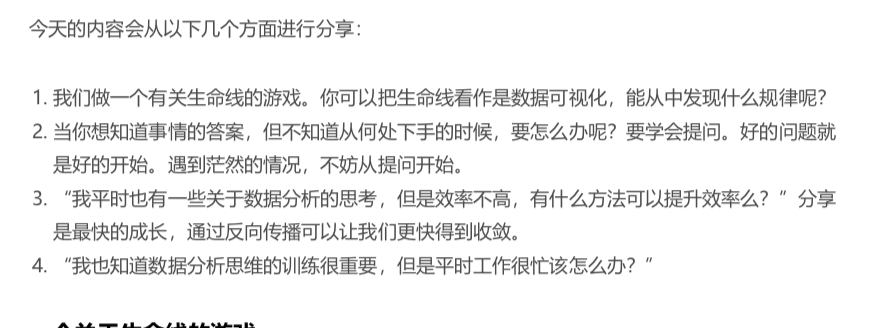 今天的内容会从以下几个方面进行分享：
1. 我们做一个有关生命线的游戏。你可以把生命线看作是数据可视化，能从中发现什么规律呢？
2. 当你想知道事情的答案，但不知道从何处下手的时候，要怎么办呢？要学会提问。好的问题就
是好的开始。遇到茫然的情况，不妨从提问开始。
3. “我平时也有一些关于数据分析的思考，但是效率不高，有什么方法可以提升效率么？”分享
是最快的成长，通过反向传播可以让我们更快得到收敛。
4. “我也知道数据分析思维的训练很重要，但是平时工作很忙该怎么办？”
一个关于生命线的游戏